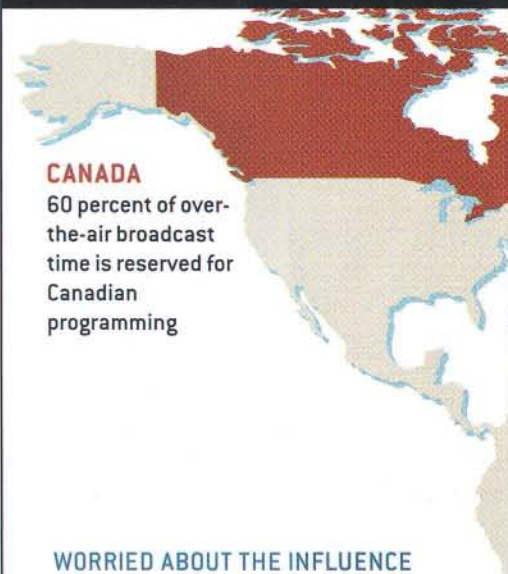 CANADA
60 percent of over-
the-air broadcast
time is reserved for
Canadian
programming
WORRIED ABOUT THE INFLUENCE